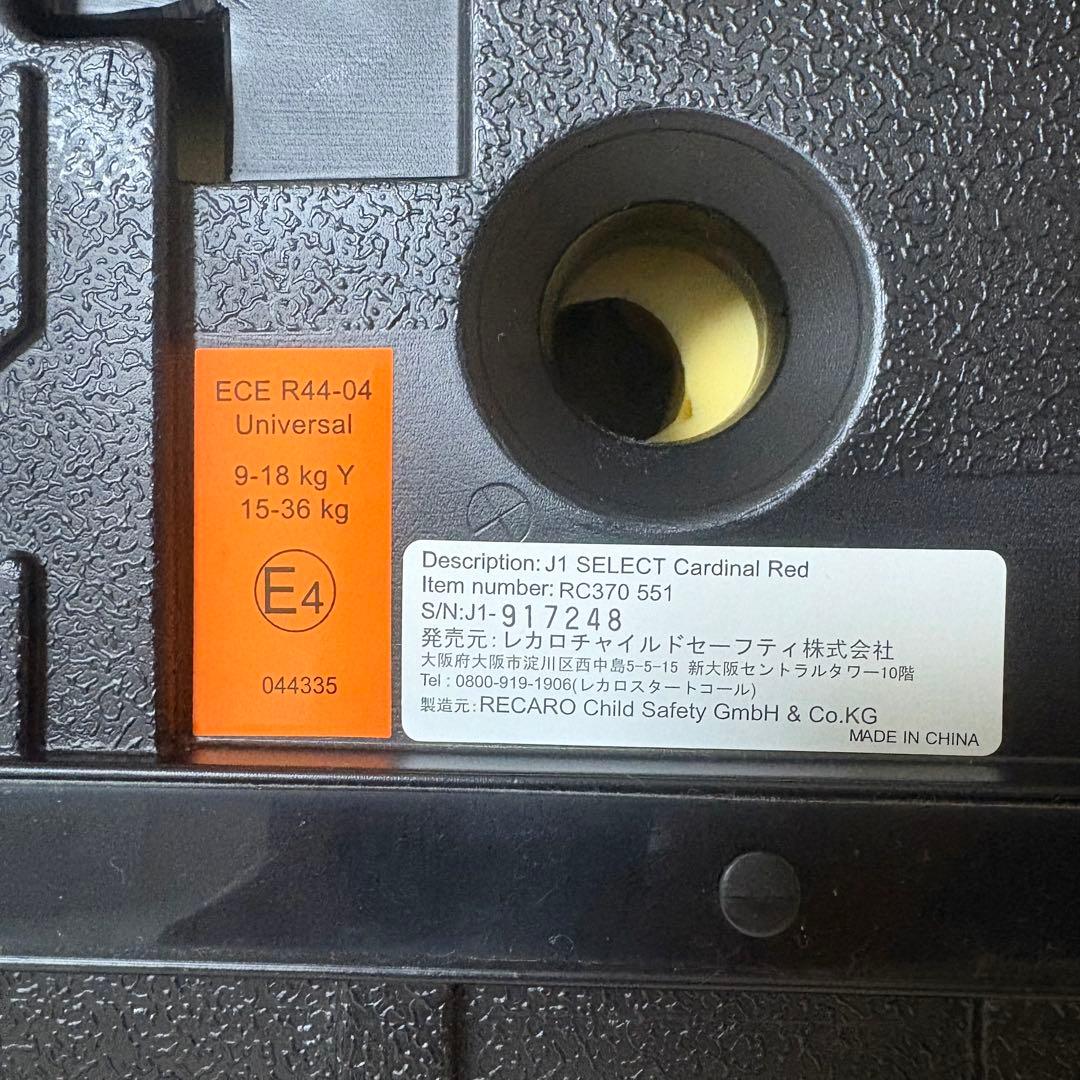 ECE R44-04
Universal
9-18 kg Y
15-36 kg
E4
044335
Description: J1 SELECT Cardinal Red
Item number: RC370 551
S/N:J1-917248
発売元: レカロチャイルドセーフティ株式会社
大阪府大阪市淀川区西中島5-5-15 新大阪セントラルタワー10階
Tel : 0800-919-1906(レカロスタートコール)
製造元: RECARO Child Safety GmbH & Co.KG
MADE IN CHINA